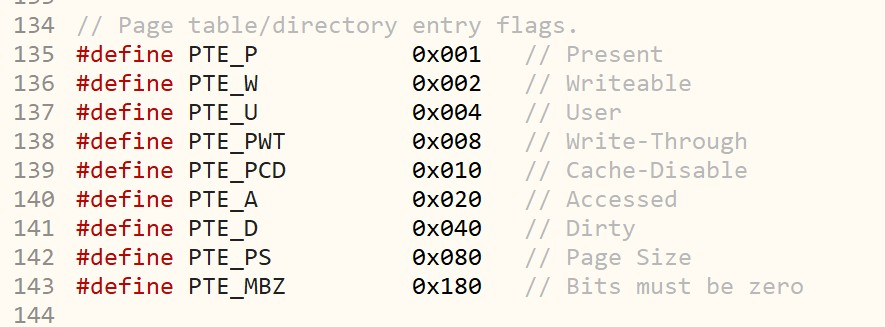 134 // Page table/directory entry flags.
135 #define PTE_P 0x001 // Present
136 #define PTE_W 0x002 // Writeable
137 #define PTE_U 0x004 // User
138 #define PTE_PWT 0x008 // Write-Through
139 #define PTE_PCD 0x010 // Cache-Disable
140 #define PTE_A 0x020 // Accessed
141 #define PTE_D 0x040 // Dirty
142 #define PTE_PS 0x080 // Page Size
143 #define PTE_MBZ 0x180 // Bits must be zero
144